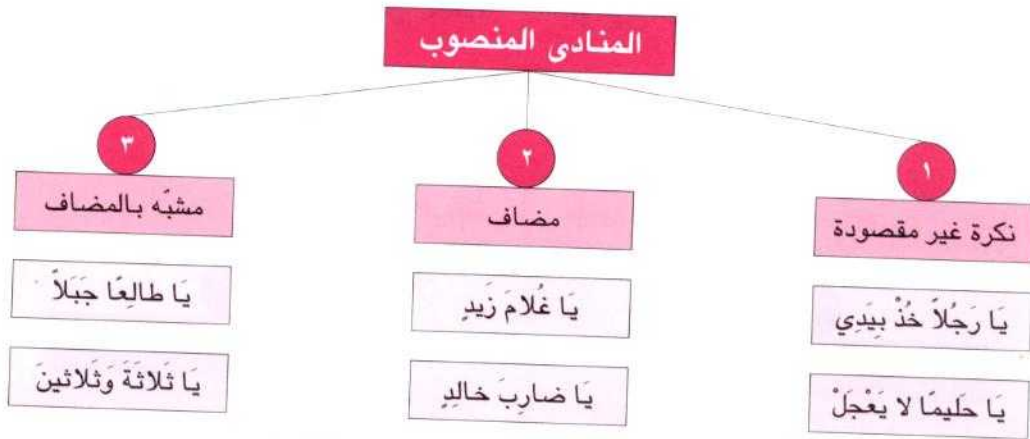 المنادى المنصوب
١
نكرة غير مقصودة
يَا رَجُلاً خُذْ بِيَدِي
يَا حَليمًا لا يَعْجَلْ
٢
مضاف
يَا غُلامَ زَيدٍ
يَا ضارِبَ خالِدٍ
٣
مشبّه بالمضاف
يَا طالِعًا جَبَلاً
يَا ثَلاثَةَ وَثَلاثينَ